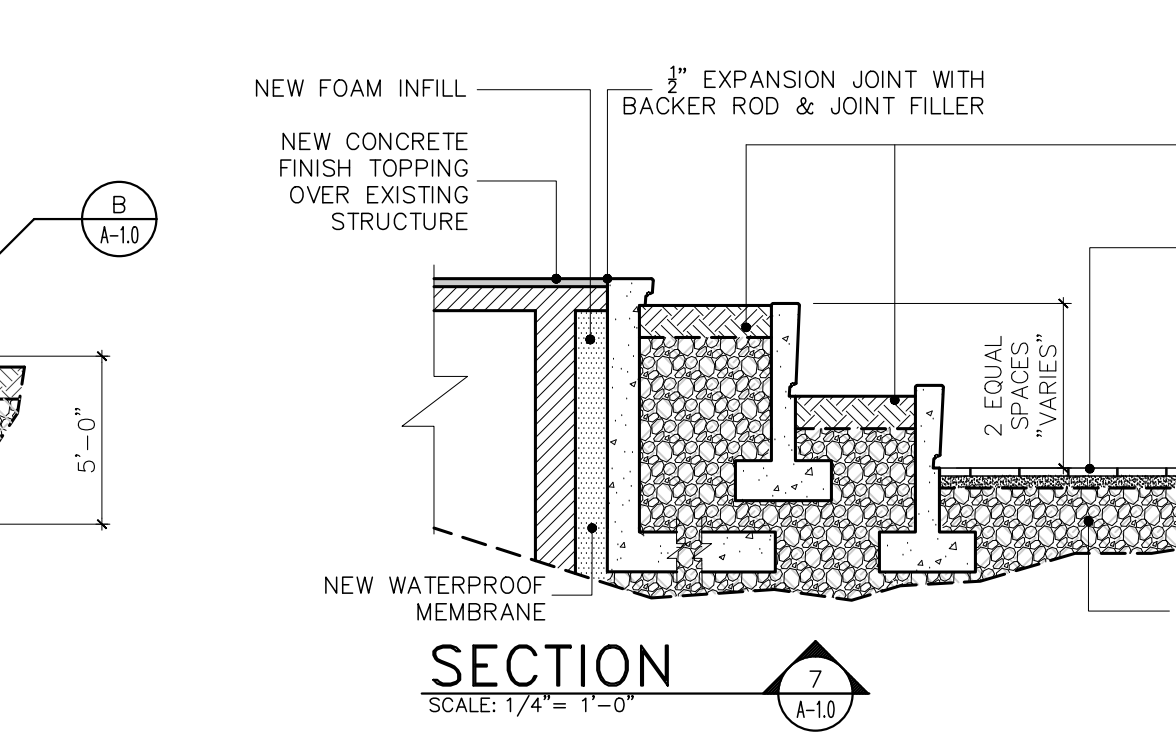 NEW FOAM INFILL
½" EXPANSION JOINT WITH
BACKER ROD & JOINT FILLER
NEW CONCRETE
FINISH TOPPING
OVER EXISTING
STRUCTURE
B
A-1.0
5'-0"
2 EQUAL
SPACES
"VARIES"
NEW WATERPROOF
MEMBRANE
SECTION
SCALE: 1/4"= 1'-0"
7
A-1.0